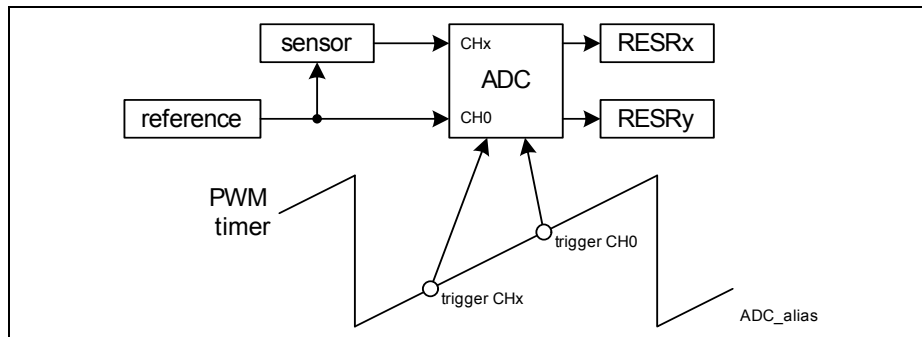 sensor
CHx
RESRx
ADC
reference
CH0
RESRy
PWM
timer
trigger CH0
trigger CHx
ADC_alias